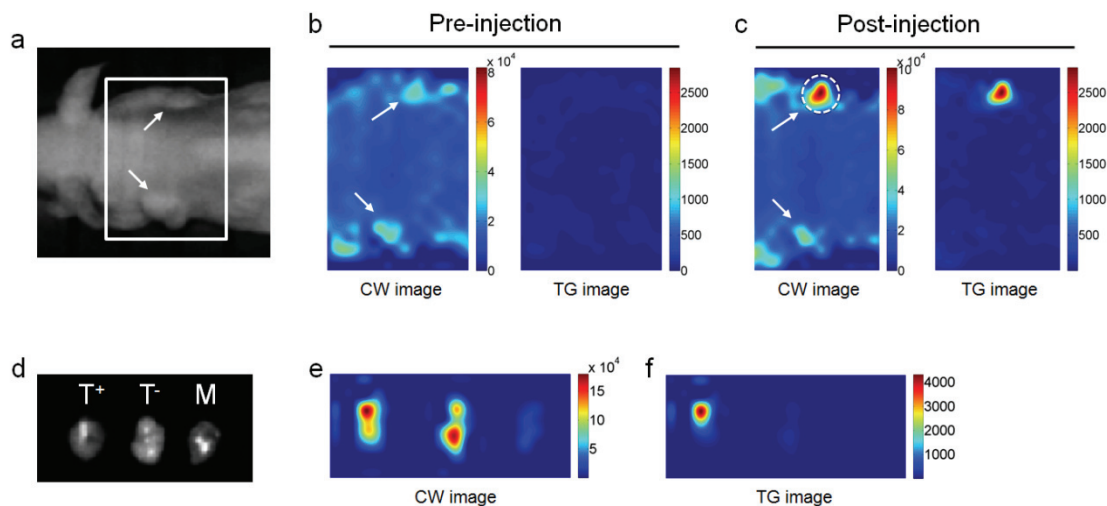 Pre-injection
Post-injection
a
b
c
x 10⁴
8
6
4
2
0
2500
2000
1500
1000
500
0
x 10⁴
10
8
6
4
2
0
2500
2000
1500
1000
500
CW image
TG image
CW image
TG image
d
T⁺ T⁻ M
e
x 10⁴
15
10
5
CW image
f
4000
3000
2000
1000
TG image